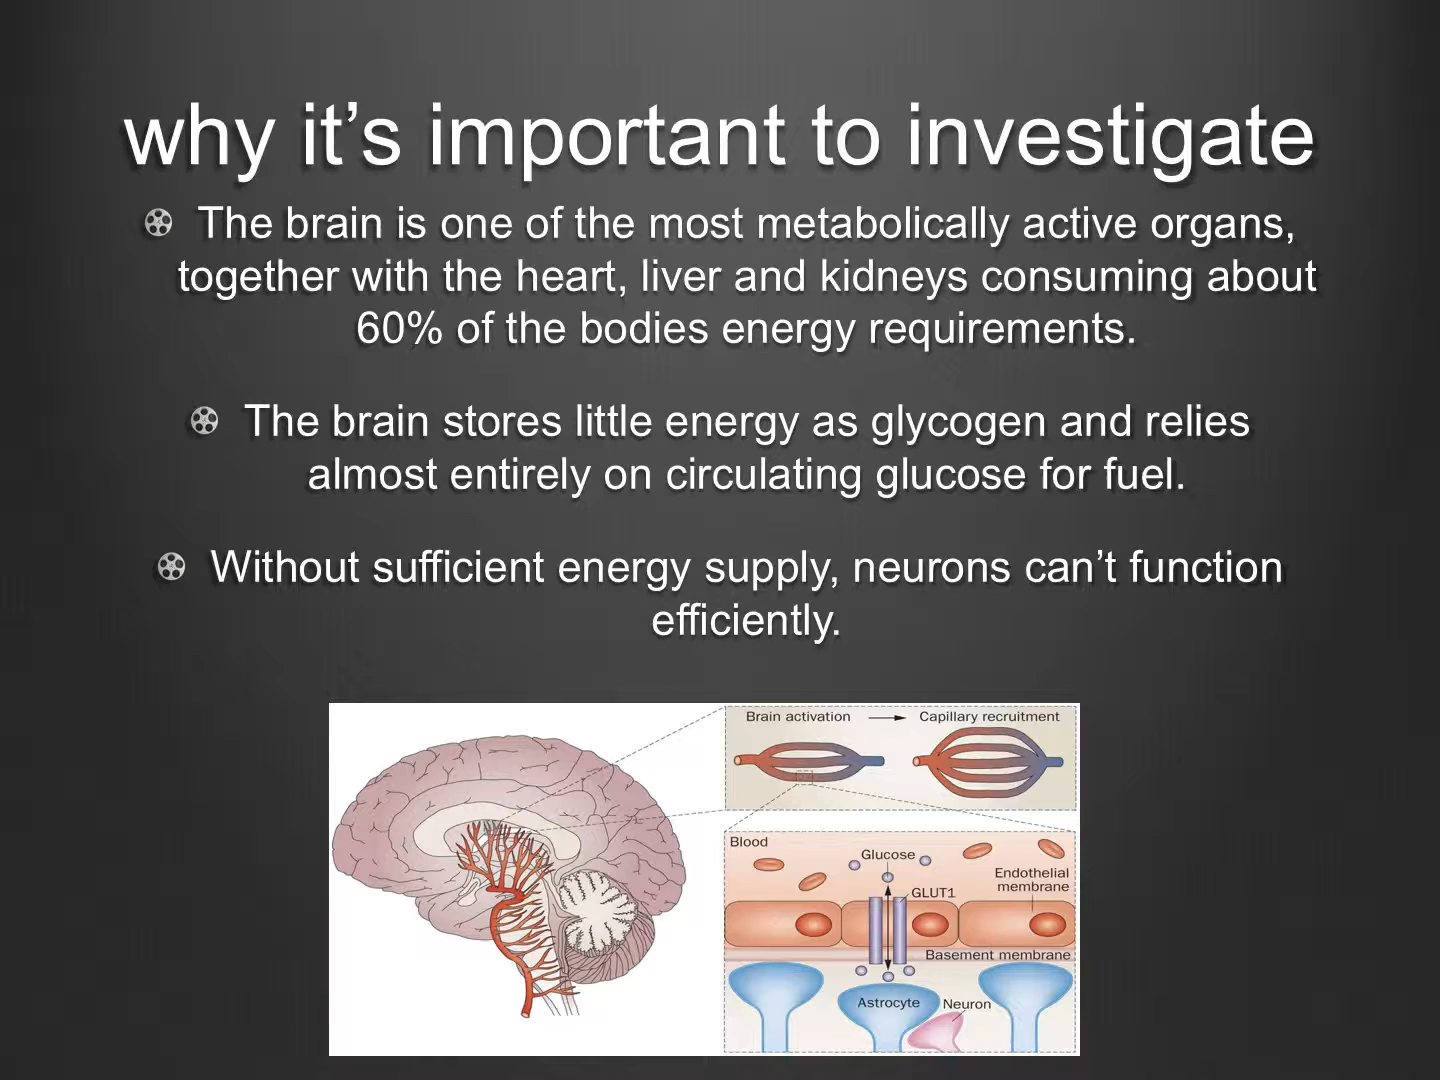 why it’s important to investigate
The brain is one of the most metabolically active organs,
together with the heart, liver and kidneys consuming about
60% of the bodies energy requirements.
The brain stores little energy as glycogen and relies
almost entirely on circulating glucose for fuel.
Without sufficient energy supply, neurons can’t function
efficiently.
Brain activation
Capillary recruitment
Blood
Glucose
Endothelial
membrane
GLUT1
Basement membrane
Astrocyte
Neuron